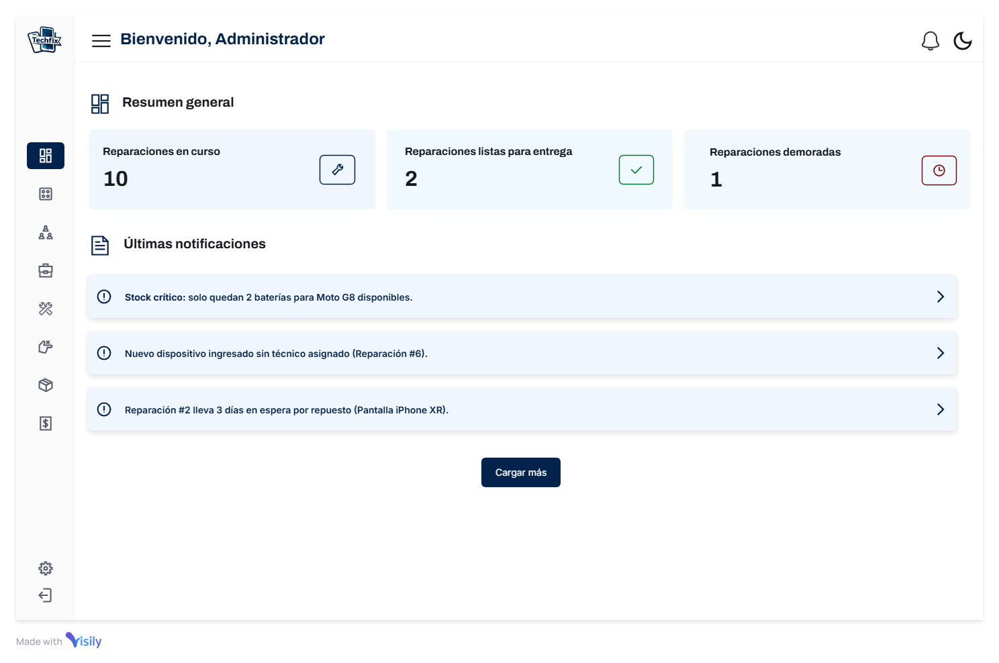 Techfix
Bienvenido, Administrador
Resumen general
Reparaciones en curso
10
Reparaciones listas para entrega
2
Reparaciones demoradas
1
Últimas notificaciones
Stock crítico: solo quedan 2 baterías para Moto G8 disponibles.
Nuevo dispositivo ingresado sin técnico asignado (Reparación #6).
Reparación #2 lleva 3 días en espera por repuesto (Pantalla iPhone XR).
Cargar más
Made with Visily